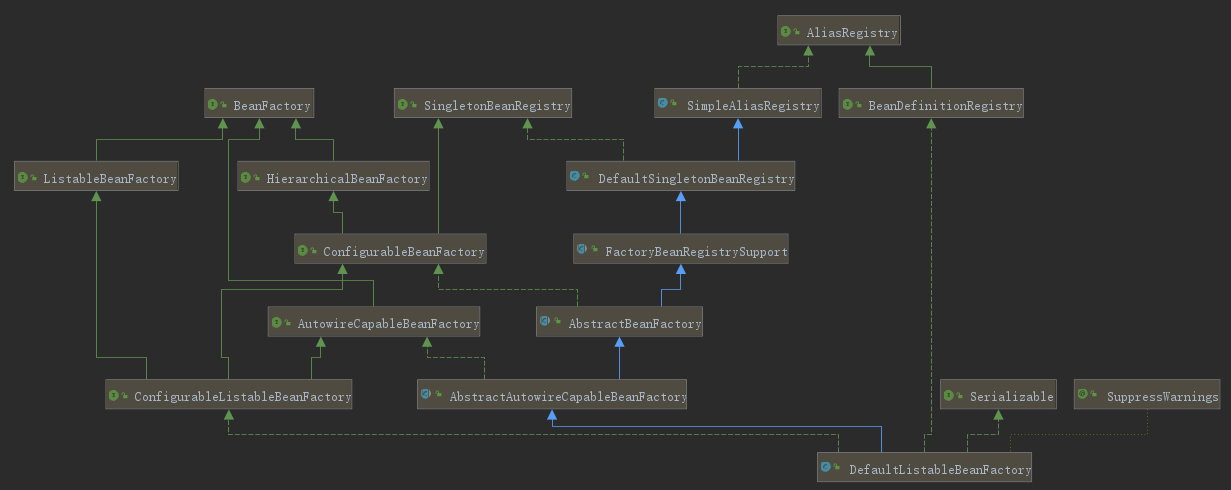 AliasRegistry
BeanFactory
SingletonBeanRegistry
SimpleAliasRegistry
BeanDefinitionRegistry
ListableBeanFactory
HierarchicalBeanFactory
DefaultSingletonBeanRegistry
ConfigurableBeanFactory
FactoryBeanRegistrySupport
AutowireCapableBeanFactory
AbstractBeanFactory
ConfigurableListableBeanFactory
AbstractAutowireCapableBeanFactory
Serializable
SuppressWarnings
DefaultListableBeanFactory